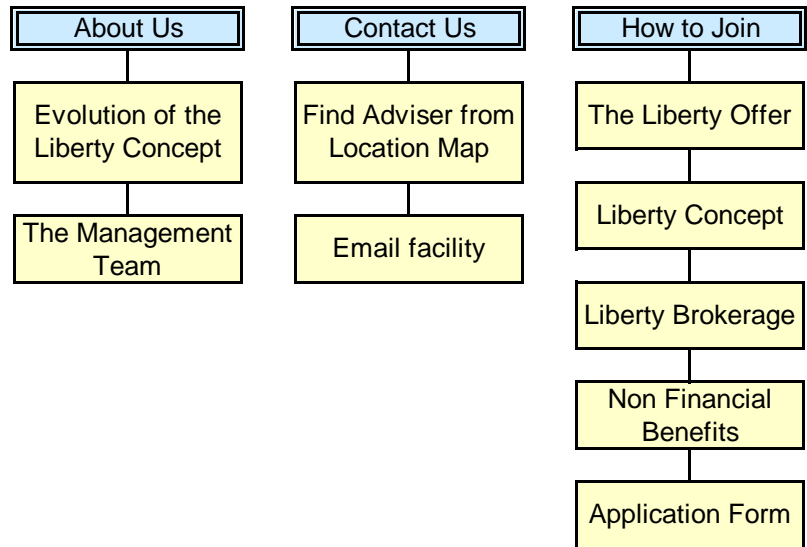 About Us
Evolution of the
Liberty Concept
The Management
Team
Contact Us
Find Adviser from
Location Map
Email facility
How to Join
The Liberty Offer
Liberty Concept
Liberty Brokerage
Non Financial
Benefits
Application Form